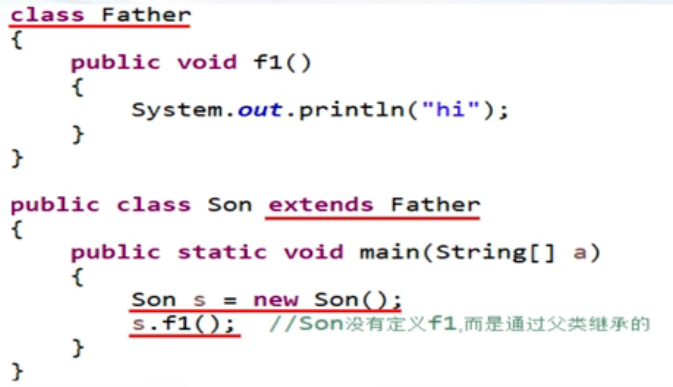 class Father
{
    public void f1()
    {
        System.out.println("hi");
    }
}
public class Son extends Father
{
    public static void main(String[] a)
    {
        Son s = new Son();
        s.f1();  //Son没有定义f1,而是通过父类继承的
    }
}